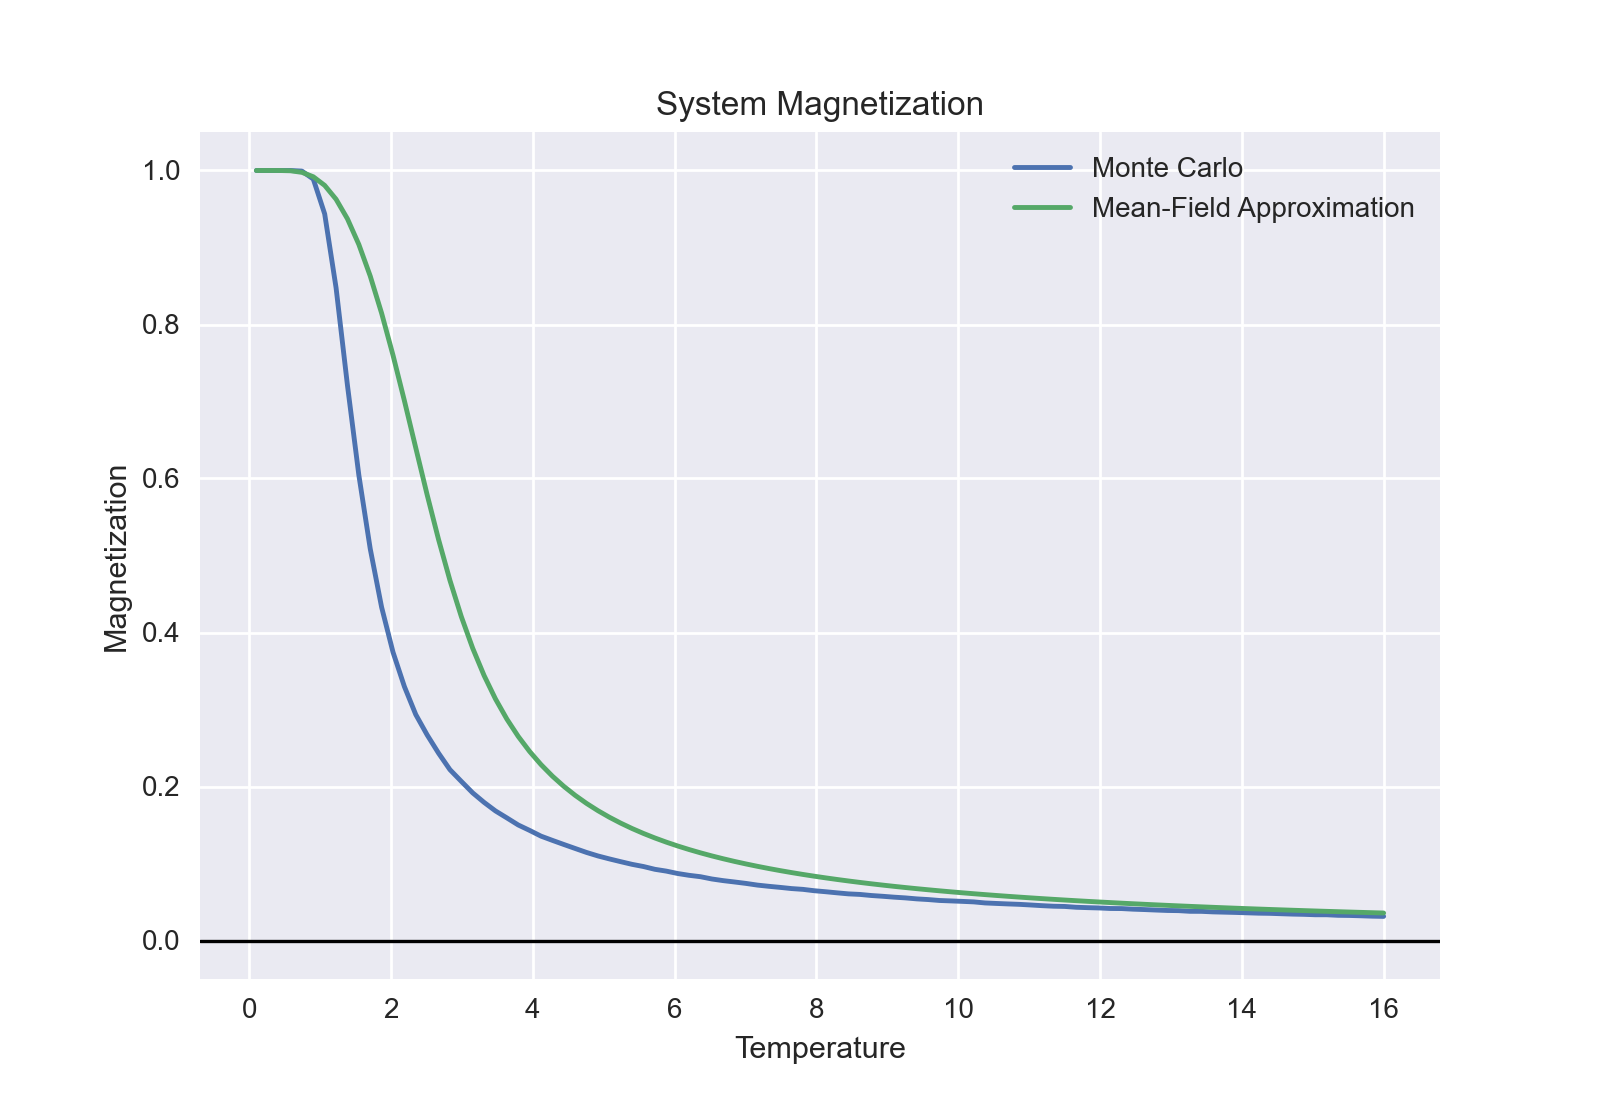 System Magnetization
Monte Carlo
Mean-Field Approximation
1.0
0.8
0.6
0.4
0.2
0.0
Magnetization
0 2 4 6 8 10 12 14 16
Temperature